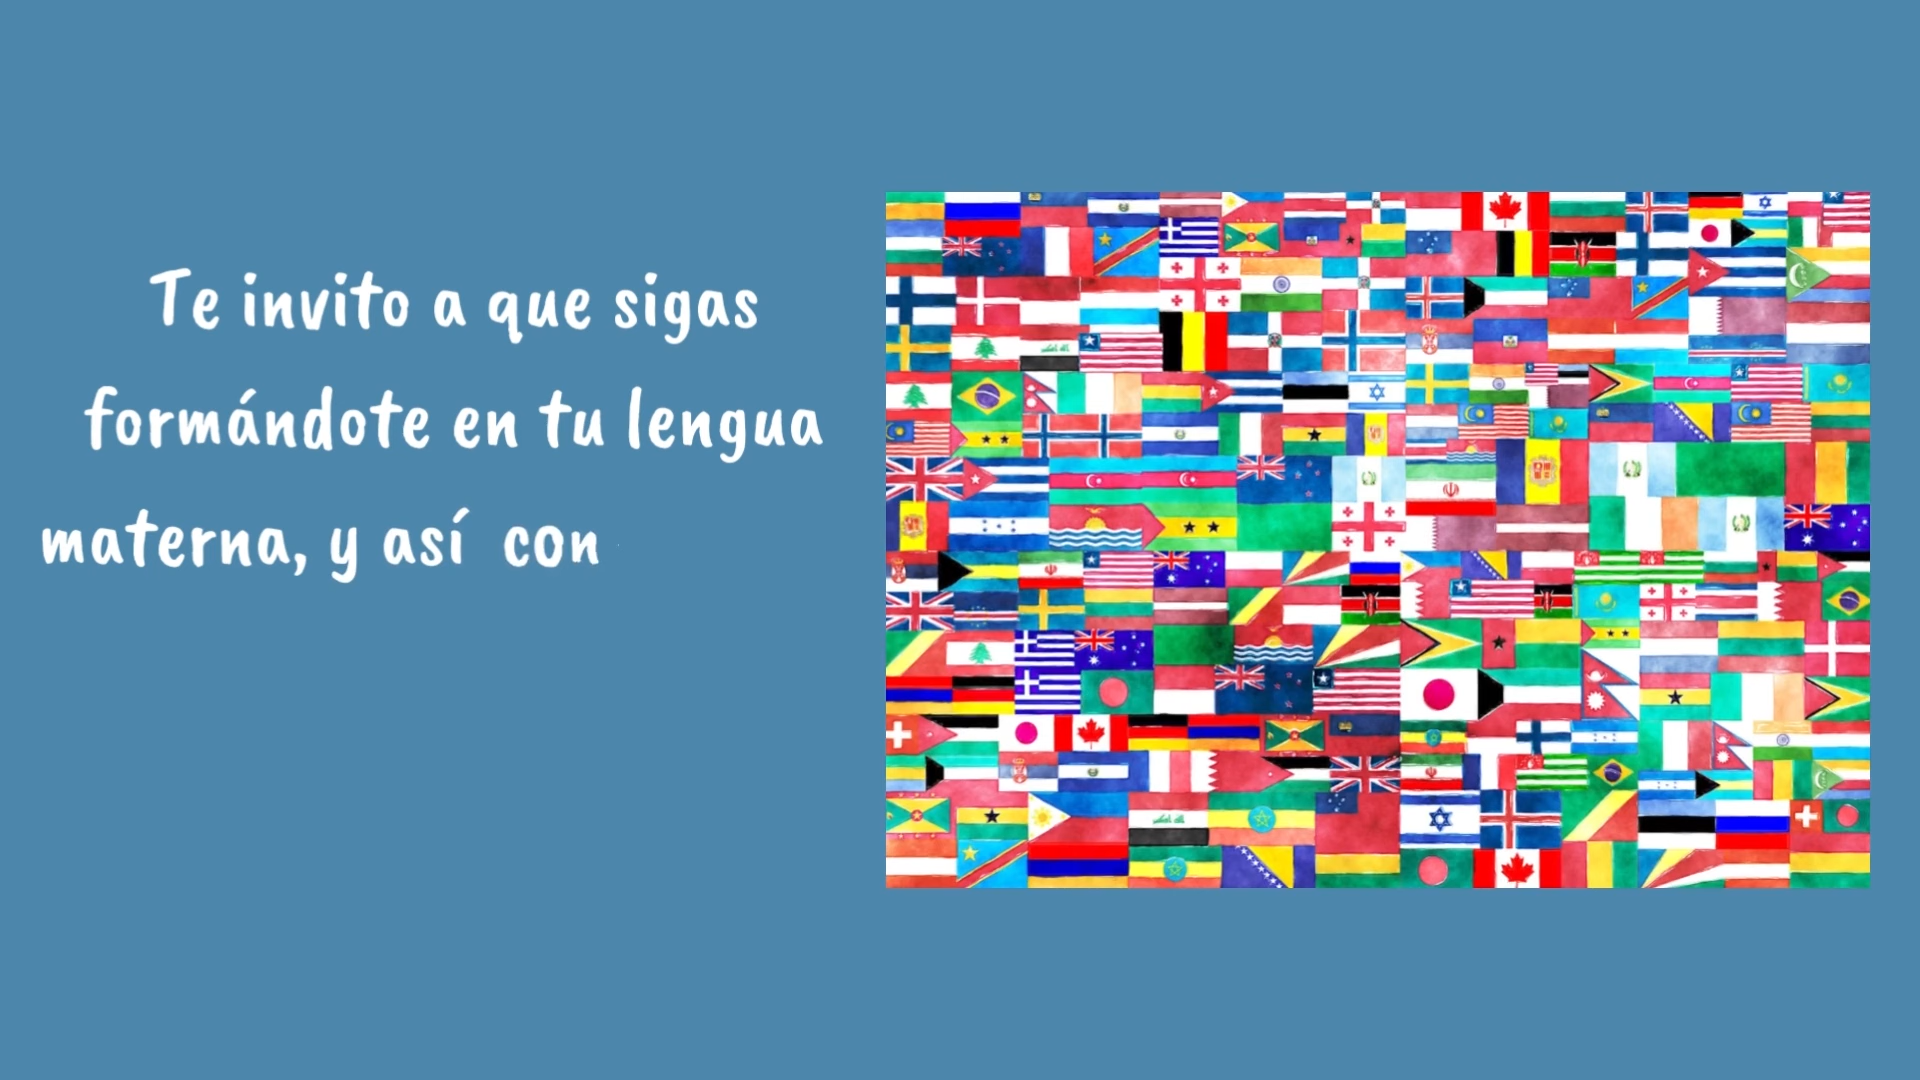 Te invito a que sigas
formándote en tu lengua
materna, y así con